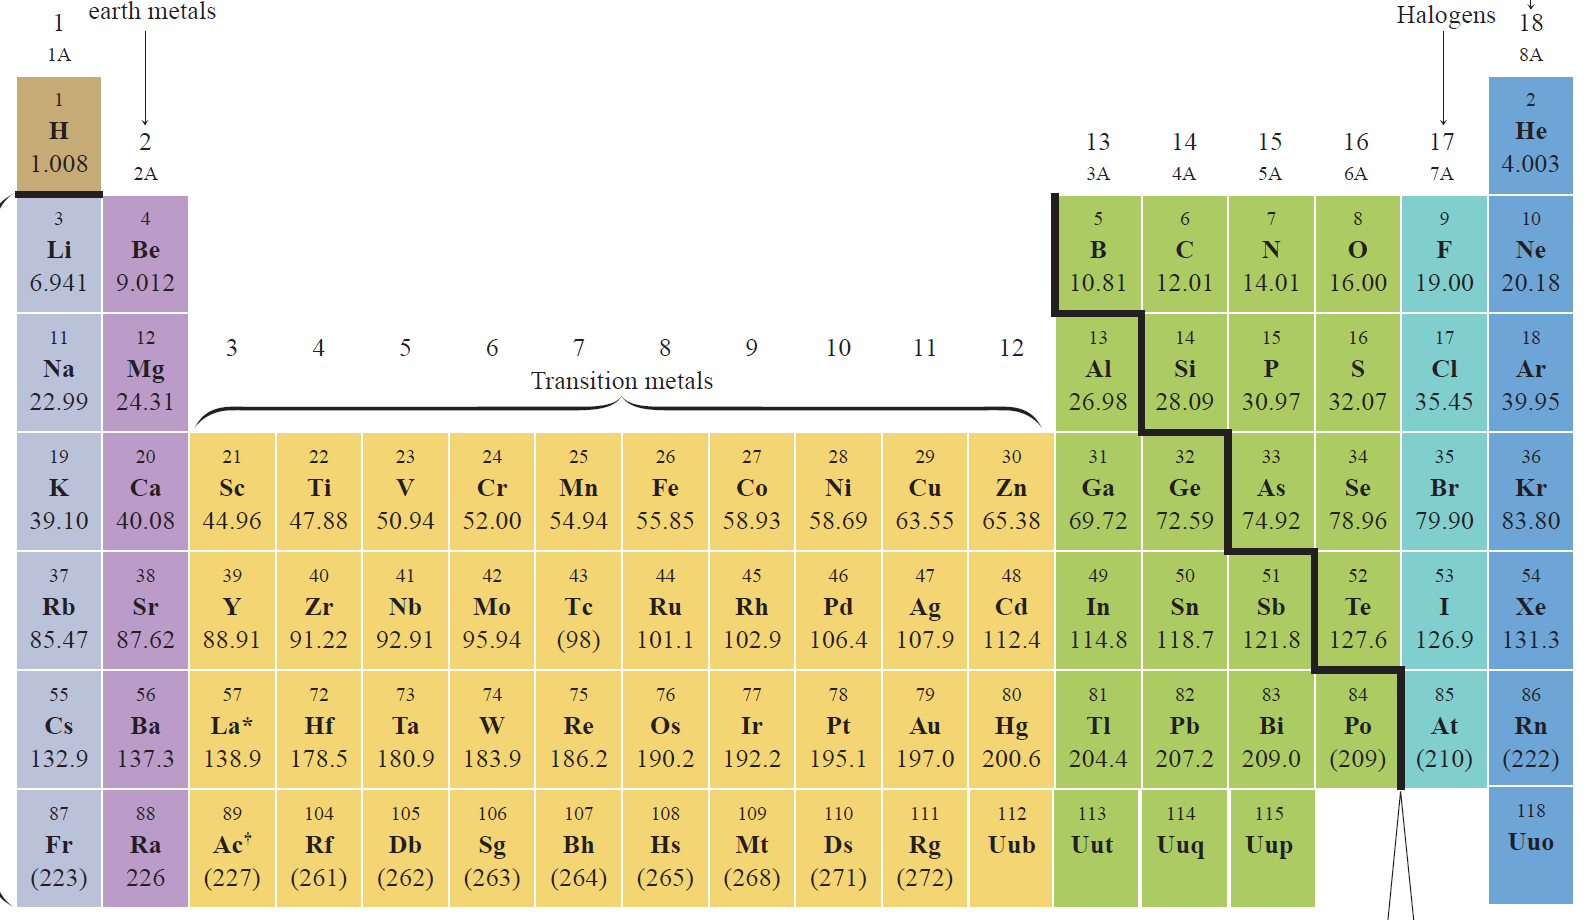 earth metals
Halogens
1
18
1A
8A
1
H
1.008
2
He
4.003
2
2A
13
14
15
16
17
3A
4A
5A
6A
7A
3
Li
6.941
4
Be
9.012
5
B
10.81
6
C
12.01
7
N
14.01
8
O
16.00
9
F
19.00
10
Ne
20.18
11
Na
22.99
12
Mg
24.31
3
4
5
6
7
8
9
10
11
12
Transition metals
13
Al
26.98
14
Si
28.09
15
P
30.97
16
S
32.07
17
Cl
35.45
18
Ar
39.95
19
K
39.10
20
Ca
40.08
21
Sc
44.96
22
Ti
47.88
23
V
50.94
24
Cr
52.00
25
Mn
54.94
26
Fe
55.85
27
Co
58.93
28
Ni
58.69
29
Cu
63.55
30
Zn
65.38
31
Ga
69.72
32
Ge
72.59
33
As
74.92
34
Se
78.96
35
Br
79.90
36
Kr
83.80
37
Rb
85.47
38
Sr
87.62
39
Y
88.91
40
Zr
91.22
41
Nb
92.91
42
Mo
95.94
43
Tc
(98)
44
Ru
101.1
45
Rh
102.9
46
Pd
106.4
47
Ag
107.9
48
Cd
112.4
49
In
114.8
50
Sn
118.7
51
Sb
121.8
52
Te
127.6
53
I
126.9
54
Xe
131.3
55
Cs
132.9
56
Ba
137.3
57
La*
138.9
72
Hf
178.5
73
Ta
180.9
74
W
183.9
75
Re
186.2
76
Os
190.2
77
Ir
192.2
78
Pt
195.1
79
Au
197.0
80
Hg
200.6
81
Tl
204.4
82
Pb
207.2
83
Bi
209.0
84
Po
(209)
85
At
(210)
86
Rn
(222)
87
Fr
(223)
88
Ra
226
89
Ac†
(227)
104
Rf
(261)
105
Db
(262)
106
Sg
(263)
107
Bh
(264)
108
Hs
(265)
109
Mt
(268)
110
Ds
(271)
111
Rg
(272)
112
Uub
113
Uut
114
Uuq
115
Uup
118
Uuo